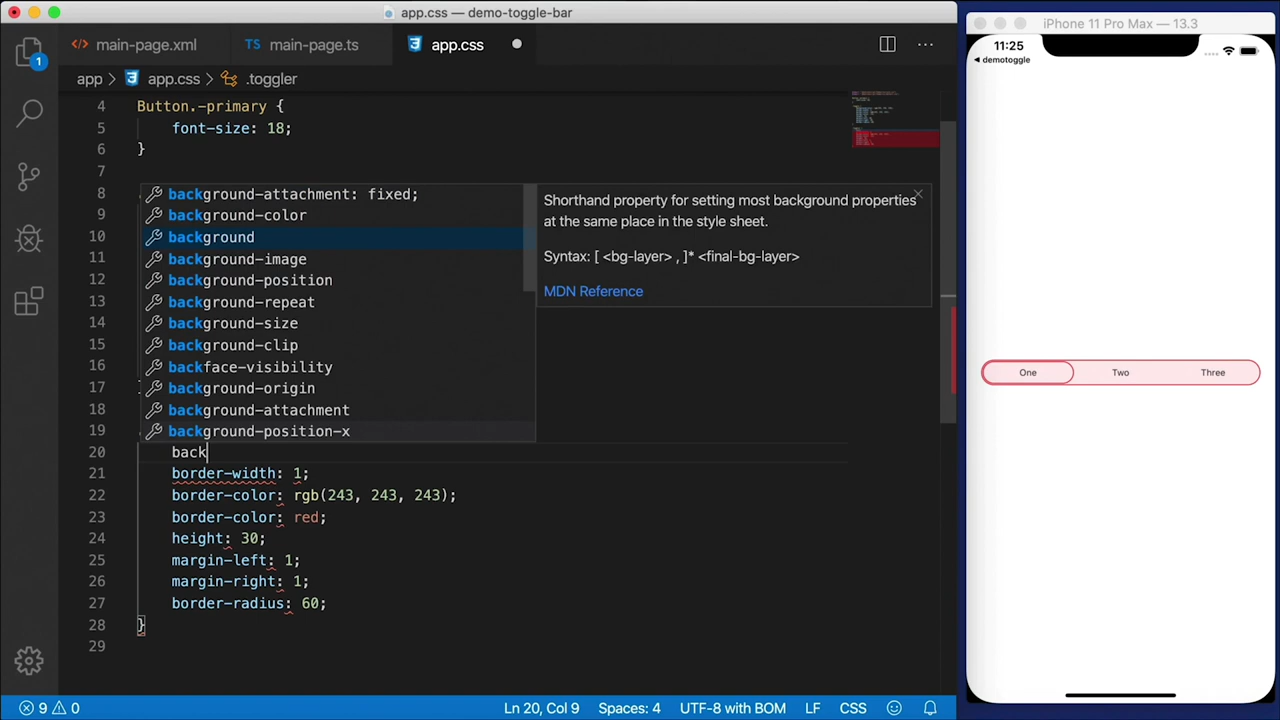 app.css — demo-toggle-bar
main-page.xml
TS main-page.ts
app.css
app > app.css > .toggler
1
4 Button.-primary {
5 font-size: 18;
6 }
7
8
9
10
11
12
13
14
15
16
17
18
19
background-attachment: fixed;
background-color
background
background-image
background-position
background-repeat
background-size
background-clip
backface-visibility
background-origin
background-attachment
background-position-x
Shorthand property for setting most background properties
at the same place in the style sheet.
Syntax: [ <bg-layer> , ]* <final-bg-layer>
MDN Reference
20 back
21 border-width: 1;
22 border-color: rgb(243, 243, 243);
23 border-color: red;
24 height: 30;
25 margin-left: 1;
26 margin-right: 1;
27 border-radius: 60;
28 }
29
9 0
Ln 20, Col 9
Spaces: 4
UTF-8 with BOM
LF
CSS
iPhone 11 Pro Max — 13.3
11:25
demotoggle
One
Two
Three